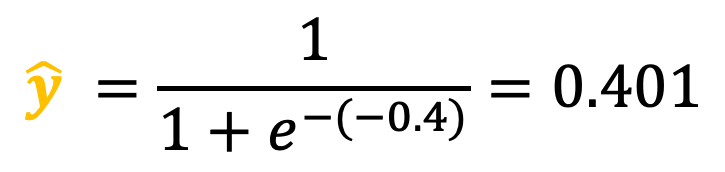 ŷ = 1 / (1 + e^−(−0.4)) = 0.401